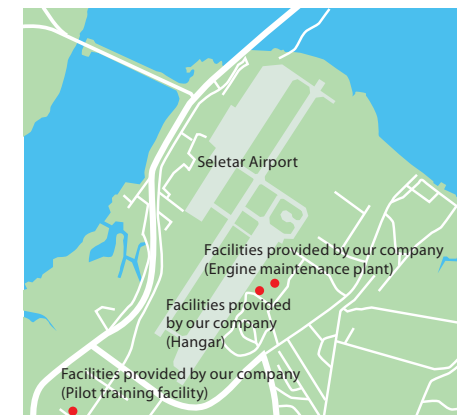 Seletar Airport
Facilities provided by our company
(Engine maintenance plant)
Facilities provided
by our company
(Hangar)
Facilities provided by our company
(Pilot training facility)